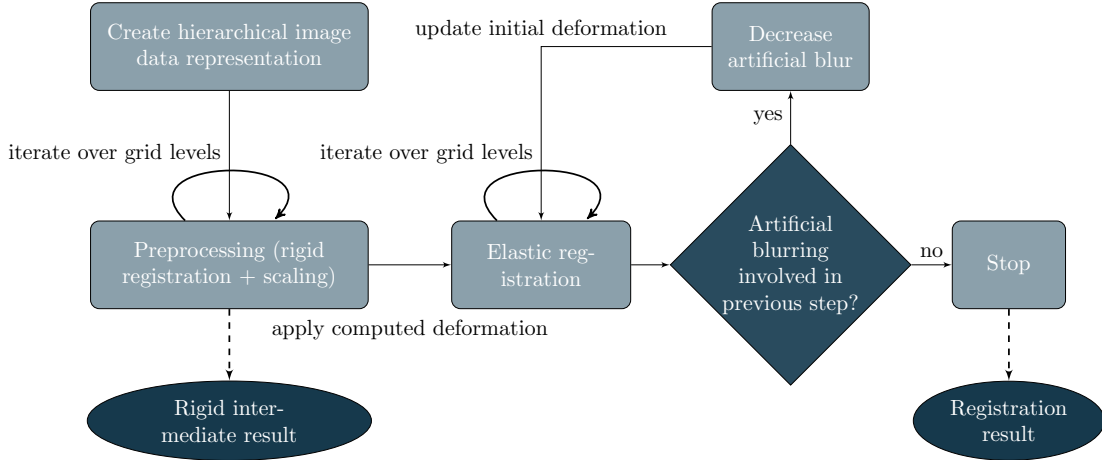 Create hierarchical image
data representation
update initial deformation
Decrease
artificial blur
yes
iterate over grid levels
iterate over grid levels
Preprocessing (rigid
registration + scaling)
Elastic reg-
istration
Artificial
blurring
involved in
previous step?
no
Stop
apply computed deformation
Rigid inter-
mediate result
Registration
result